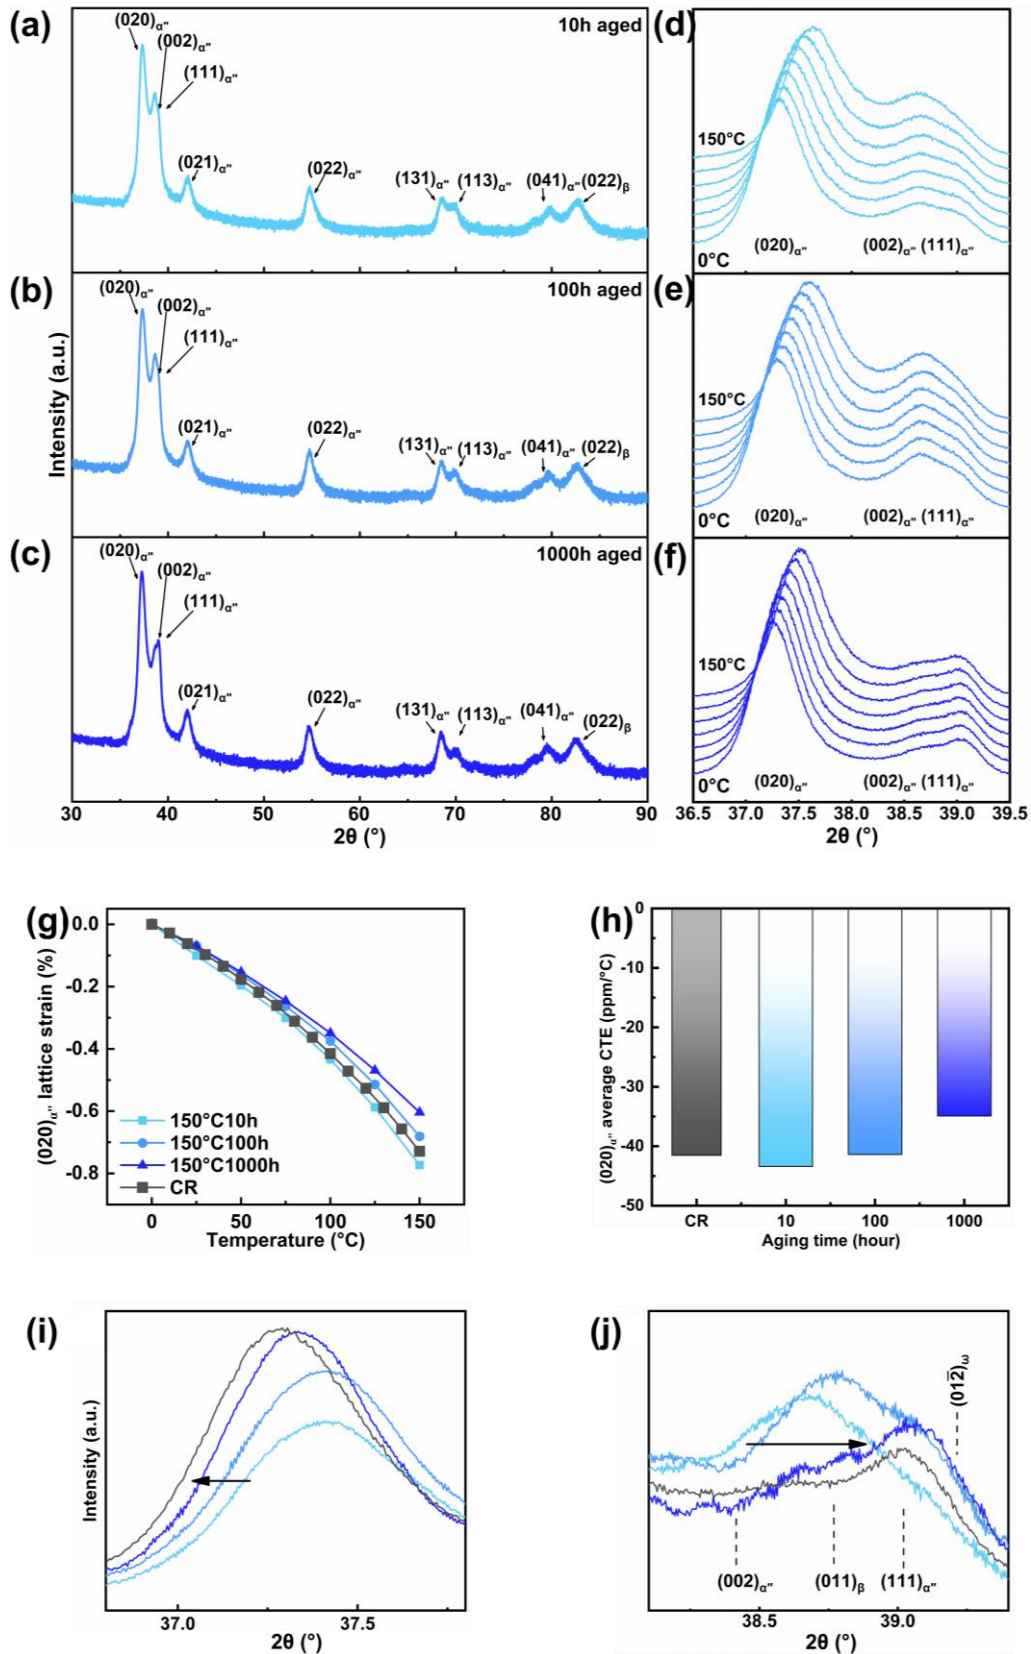 (a)
10h aged
(020)α''
(002)α''
(111)α''
(021)α''
(022)α''
(131)α''
(113)α''
(041)α''
(022)β
(b)
100h aged
(020)α''
(002)α''
(111)α''
(021)α''
(022)α''
(131)α''
(113)α''
(041)α''
(022)β
(c)
1000h aged
(020)α''
(002)α''
(111)α''
(021)α''
(022)α''
(131)α''
(113)α''
(041)α''
(022)β
Intensity (a.u.)
30 40 50 60 70 80 90
2θ (°)
(d)
150°C
0°C
(020)α''
(002)α'' (111)α''
(e)
150°C
0°C
(020)α''
(002)α'' (111)α''
(f)
150°C
0°C
(020)α''
(002)α'' (111)α''
36.5 37.0 37.5 38.0 38.5 39.0 39.5
2θ (°)
(g)
(020)α'' lattice strain (%)
0.0
-0.2
-0.4
-0.6
-0.8
150°C10h
150°C100h
150°C1000h
CR
0 50 100 150
Temperature (°C)
(h)
(020)α'' average CTE (ppm/°C)
0
-10
-20
-30
-40
-50
CR 10 100 1000
Aging time (hour)
(i)
Intensity (a.u.)
37.0 37.5
2θ (°)
(j)
(01̄2)ω
(002)α''
(011)β
(111)α''
38.5 39.0
2θ (°)